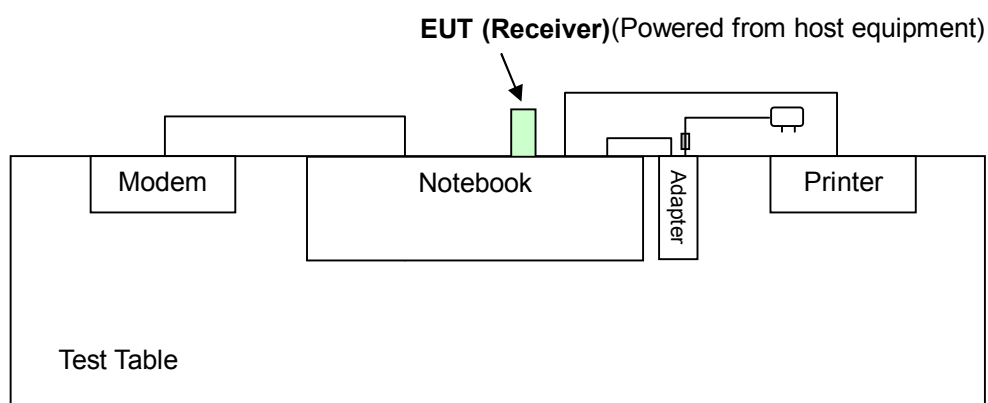 EUT (Receiver)(Powered from host equipment)
Modem
Notebook
Adapter
Printer
Test Table